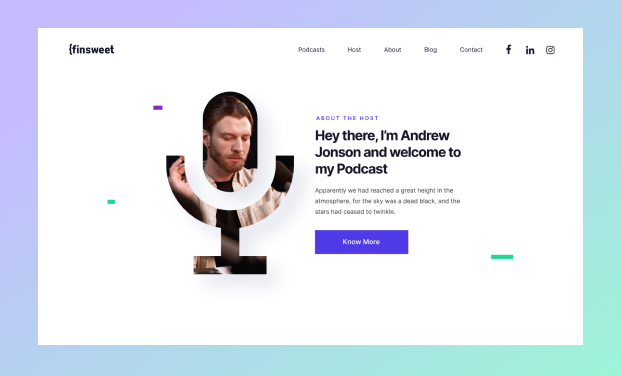 {finsweet
Podcasts Host About Blog Contact
ABOUT THE HOST
Hey there, I'm Andrew
Jonson and welcome to
my Podcast
Apparently we had reached a great height in the
atmosphere, for the sky was a dead black, and the
stars had ceased to twinkle.
Know More